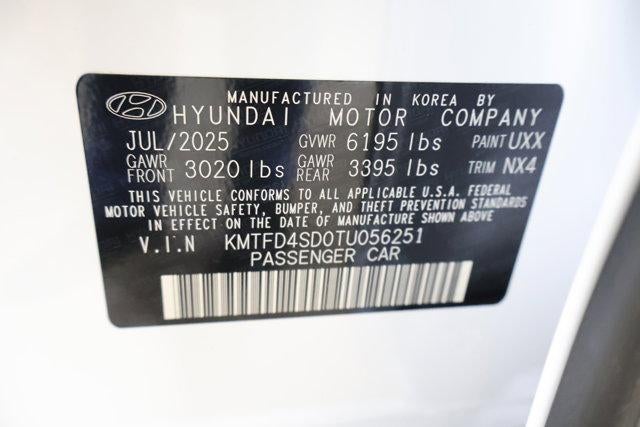 MANUFACTURED IN KOREA BY
HYUNDAI MOTOR COMPANY
JUL/2025 GVWR 6195 lbs PAINT UXX
GAWR FRONT 3020 lbs GAWR REAR 3395 lbs TRIM NX4
THIS VEHICLE CONFORMS TO ALL APPLICABLE U.S.A. FEDERAL
MOTOR VEHICLE SAFETY, BUMPER, AND THEFT PREVENTION STANDARDS
IN EFFECT ON THE DATE OF MANUFACTURE SHOWN ABOVE
V.I.N KMTFD4SD0TU056251
PASSENGER CAR